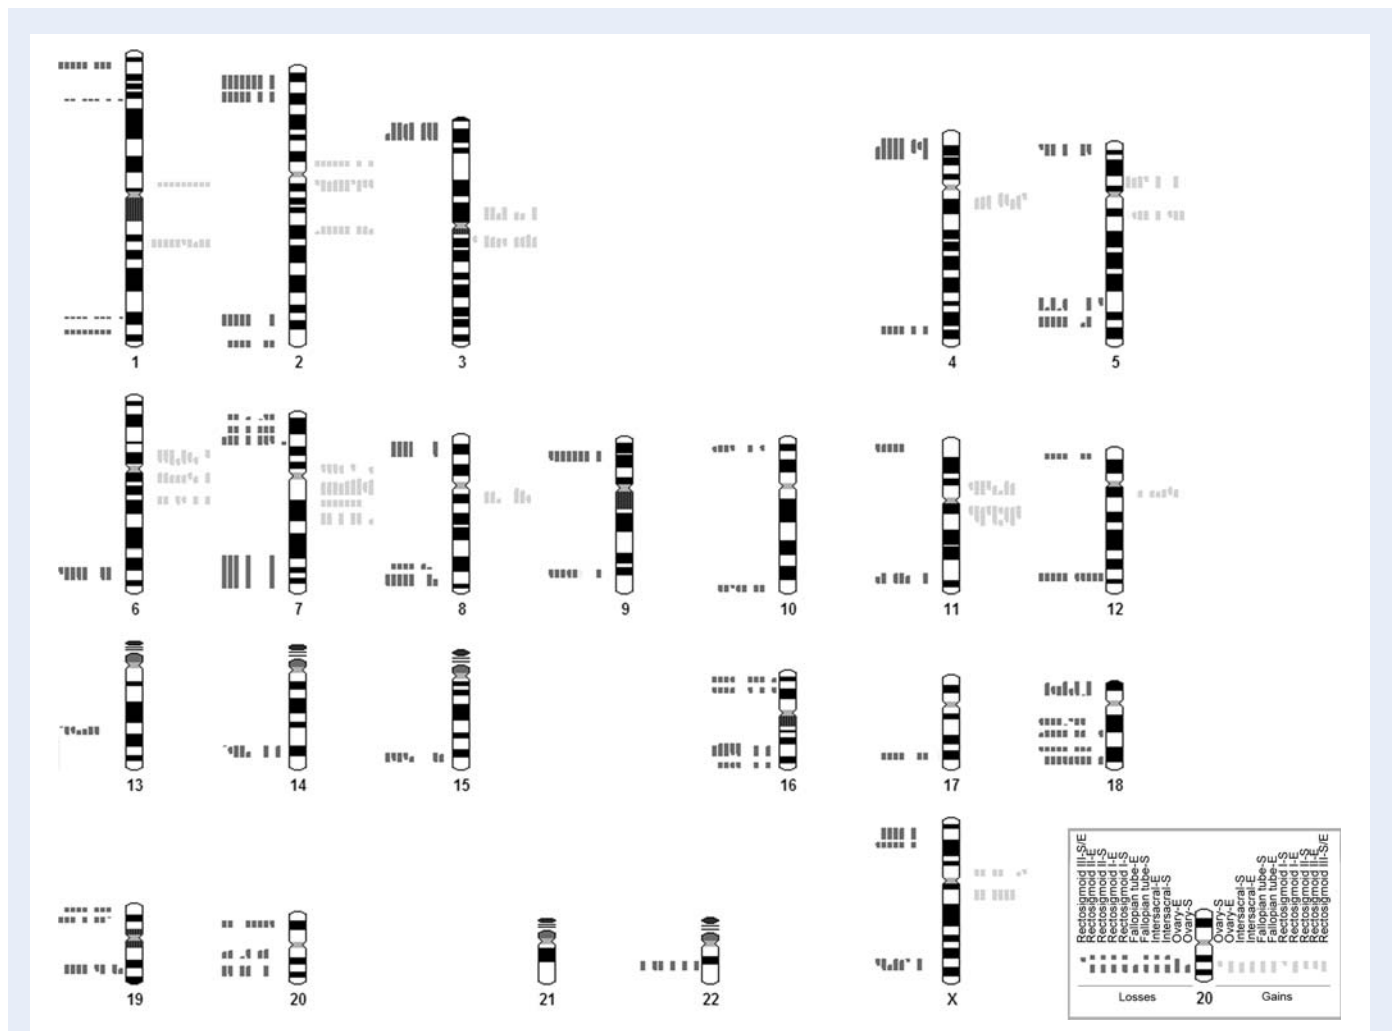 1
2
3
4
5
6
7
8
9
10
11
12
13
14
15
16
17
18
19
20
21
22
X
Rectosigmoid III-S/E
Rectosigmoid II-E
Rectosigmoid II-S
Rectosigmoid I-E
Rectosigmoid I-S
Fallopian tube-E
Fallopian tube-S
Intersacral-E
Intersacral-S
Ovary-E
Ovary-S
Ovary-S
Ovary-E
Intersacral-S
Intersacral-E
Fallopian tube-S
Fallopian tube-E
Rectosigmoid I-S
Rectosigmoid I-E
Rectosigmoid II-S
Rectosigmoid II-E
Rectosigmoid III-S/E
Losses
20
Gains